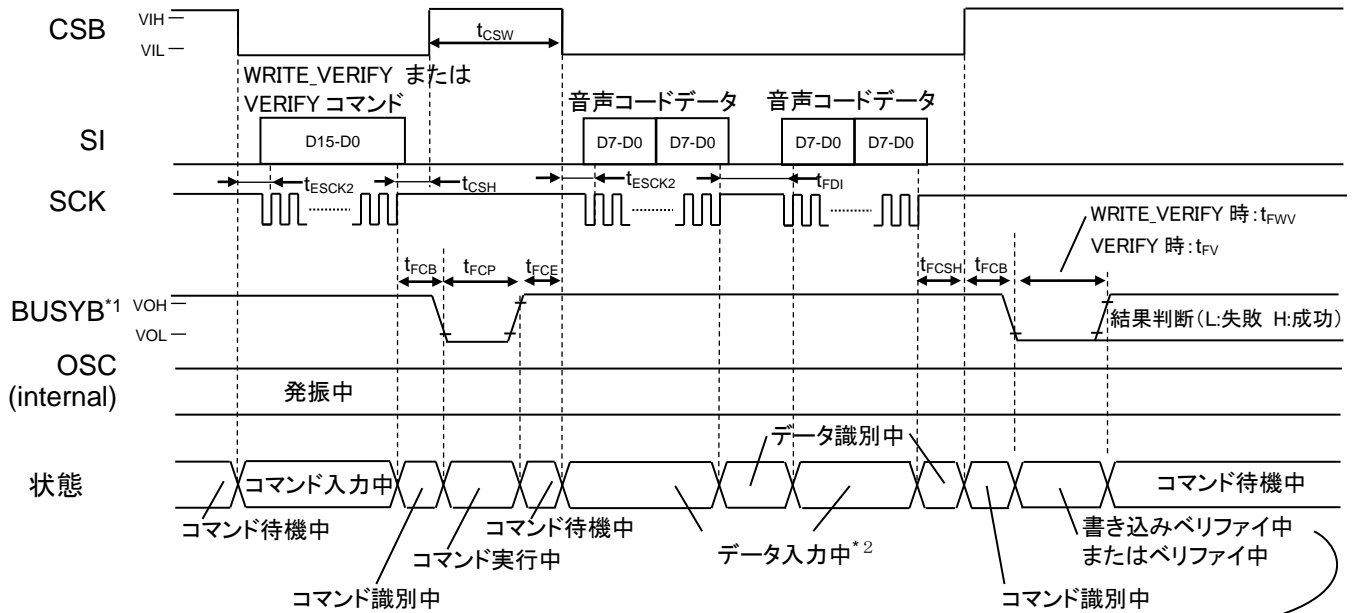 CSB
VIH
VIL
tCSW
WRITE_VERIFY または
VERIFY コマンド
音声コードデータ
音声コードデータ
SI
D15-D0
D7-D0
D7-D0
D7-D0
D7-D0
tESCK2
tCSH
tESCK2
tFDI
SCK
WRITE_VERIFY 時：tFWV
VERIFY 時：tFV
tFCB
tFCP
tFCE
tFCSH
tFCB
BUSYB*1
VOH
VOL
結果判断（L:失敗 H:成功）
OSC
(internal)
発振中
データ識別中
状態
コマンド入力中
コマンド待機中
コマンド待機中
コマンド待機中
コマンド実行中
データ入力中*2
書き込みベリファイ中
またはベリファイ中
コマンド識別中
コマンド識別中